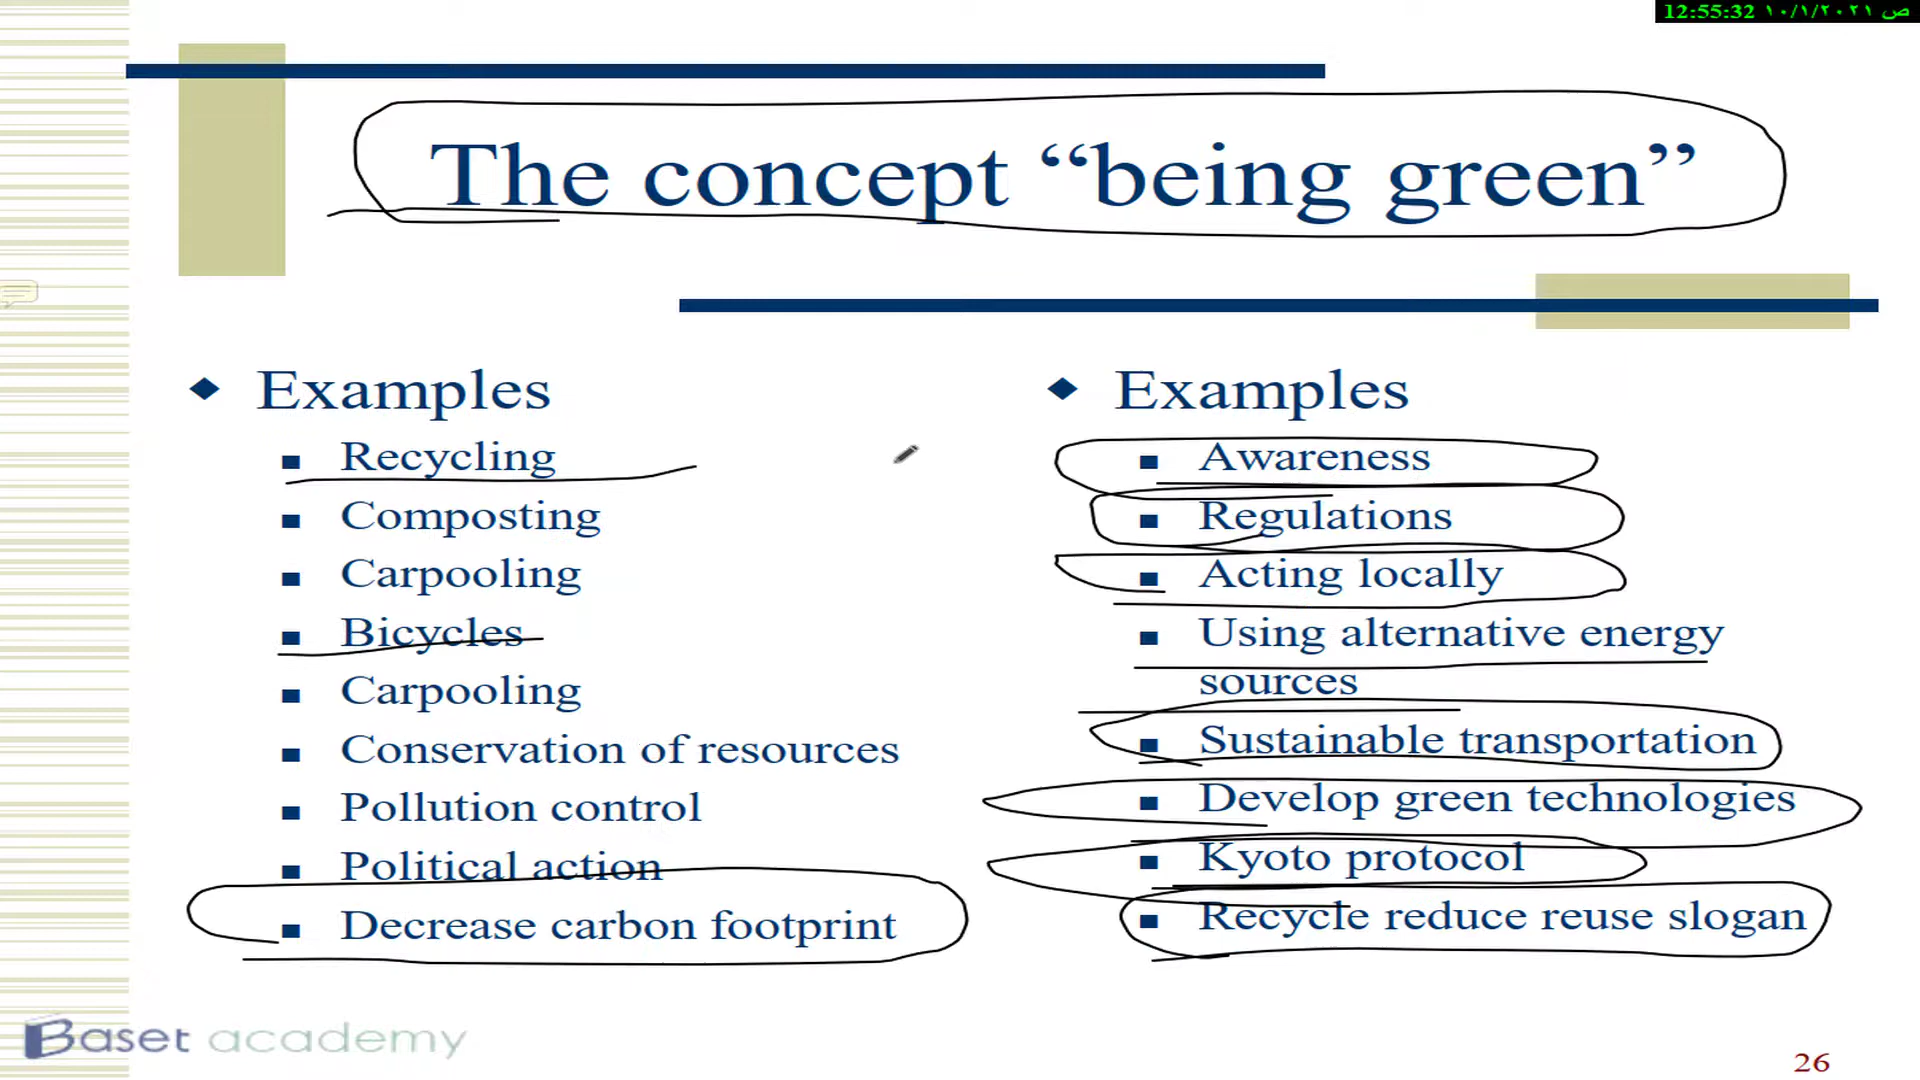 12:55:32 ١٠/١/٢٠٢١ ص
The concept “being green”
Examples
Recycling
Composting
Carpooling
Bicycles
Carpooling
Conservation of resources
Pollution control
Political action
Decrease carbon footprint
Examples
Awareness
Regulations
Acting locally
Using alternative energy
sources
Sustainable transportation
Develop green technologies
Kyoto protocol
Recycle reduce reuse slogan
Baset academy
26